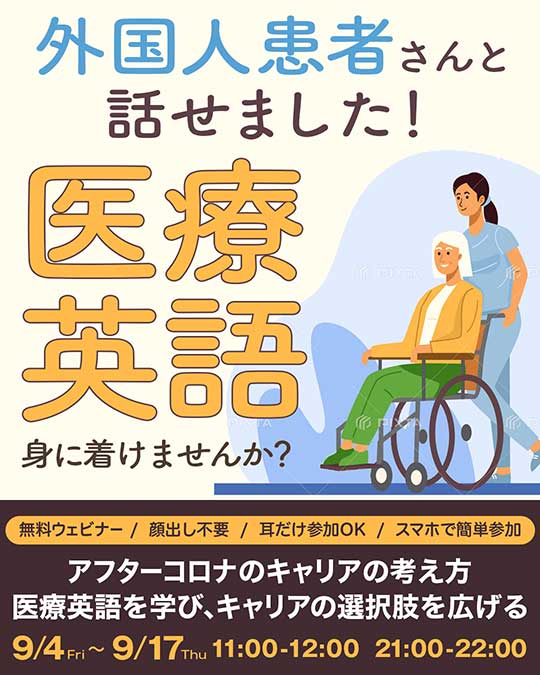 外国人患者さんと
話せました!
医療
英語
身に着けませんか?
無料ウェビナー / 顔出し不要 / 耳だけ参加OK / スマホで簡単参加
アフターコロナのキャリアの考え方
医療英語を学び、キャリアの選択肢を広げる
9/4 Fri ~ 9/17 Thu 11:00-12:00 21:00-22:00
PIXTA
PIXTA
PIXTA